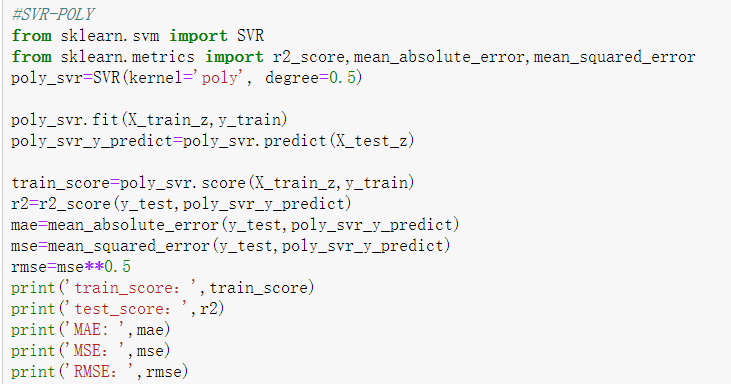 #SVR-POLY
from sklearn.svm import SVR
from sklearn.metrics import r2_score,mean_absolute_error,mean_squared_error
poly_svr=SVR(kernel='poly', degree=0.5)
poly_svr.fit(X_train_z,y_train)
poly_svr_y_predict=poly_svr.predict(X_test_z)
train_score=poly_svr.score(X_train_z,y_train)
r2=r2_score(y_test,poly_svr_y_predict)
mae=mean_absolute_error(y_test,poly_svr_y_predict)
mse=mean_squared_error(y_test,poly_svr_y_predict)
rmse=mse**0.5
print('train_score：',train_score)
print('test_score：',r2)
print('MAE: ',mae)
print('MSE：',mse)
print('RMSE：',rmse)